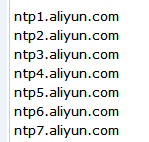 ntp1.aliyun.com
ntp2.aliyun.com
ntp3.aliyun.com
ntp4.aliyun.com
ntp5.aliyun.com
ntp6.aliyun.com
ntp7.aliyun.com